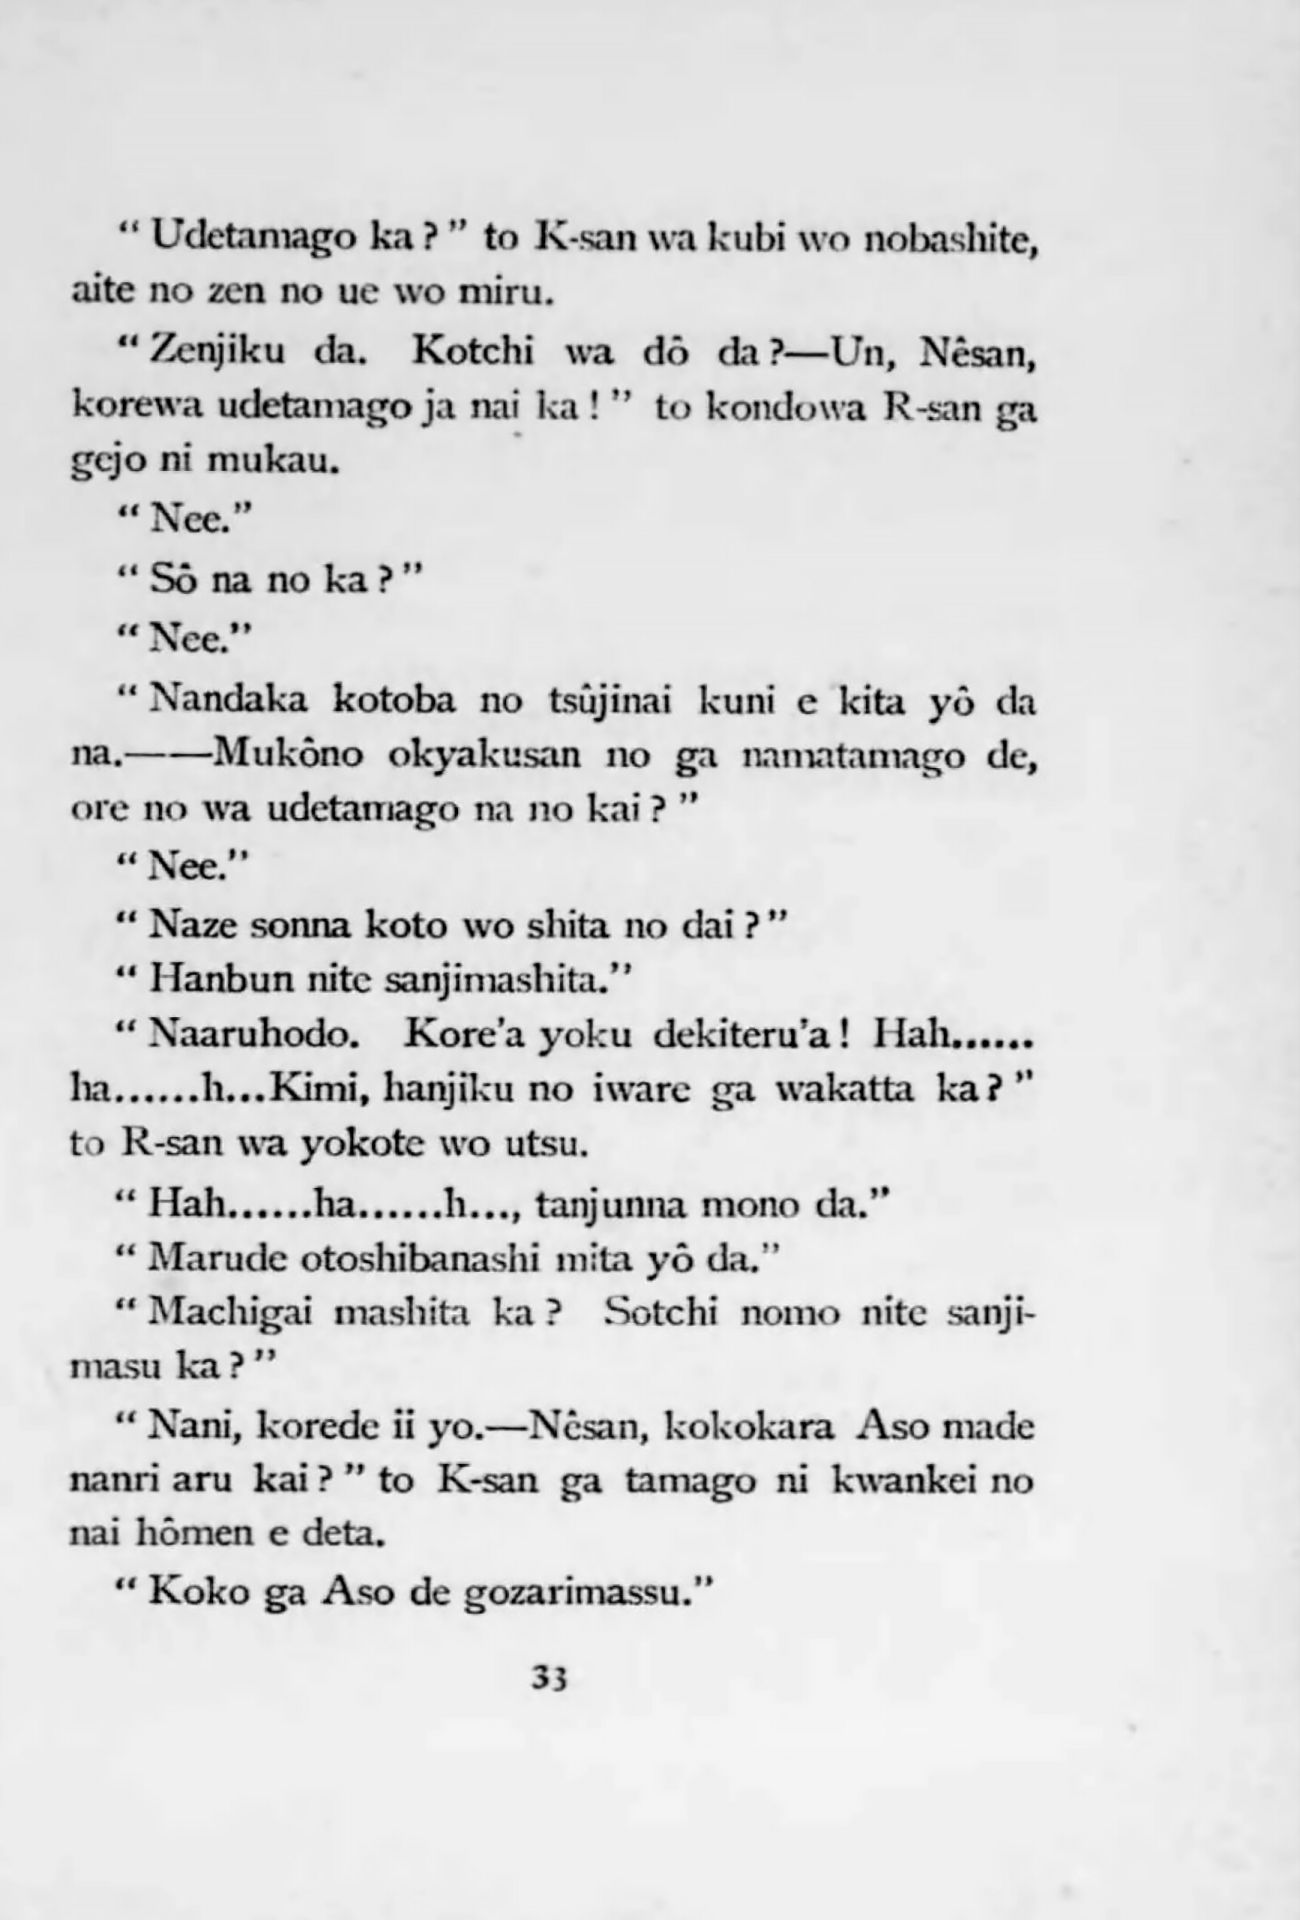 “ Udetamago ka ? ” to K-san wa kubi wo nobashite,
aite no zen no ue wo miru.
“ Zenjiku da. Kotchi wa dô da ?—Un, Nêsan,
korewa udetamago ja nai ka ! ” to kondowa R-san ga
gejo ni mukau.
“ Nee.”
“ Sô na no ka ? ”
“ Nee.”
“ Nandaka kotoba no tsûjinai kuni e kita yô da
na.——Mukôno okyakusan no ga namatamago de,
ore no wa udetamago na no kai ? ”
“ Nee.”
“ Naze sonna koto wo shita no dai ? ”
“ Hanbun nite sanjimashita.”
“ Naaruhodo. Kore’a yoku dekiteru’a ! Hah......
ha......h...Kimi, hanjiku no iware ga wakatta ka ? ”
to R-san wa yokote wo utsu.
“ Hah......ha......h..., tanjunna mono da.”
“ Marude otoshibanashi mita yô da.”
“ Machigai mashita ka ? Sotchi nomo nite sanji-
masu ka ? ”
“ Nani, korede ii yo.—Nêsan, kokokara Aso made
nanri aru kai ? ” to K-san ga tamago ni kwankei no
nai hômen e deta.
“ Koko ga Aso de gozarimassu.”
33